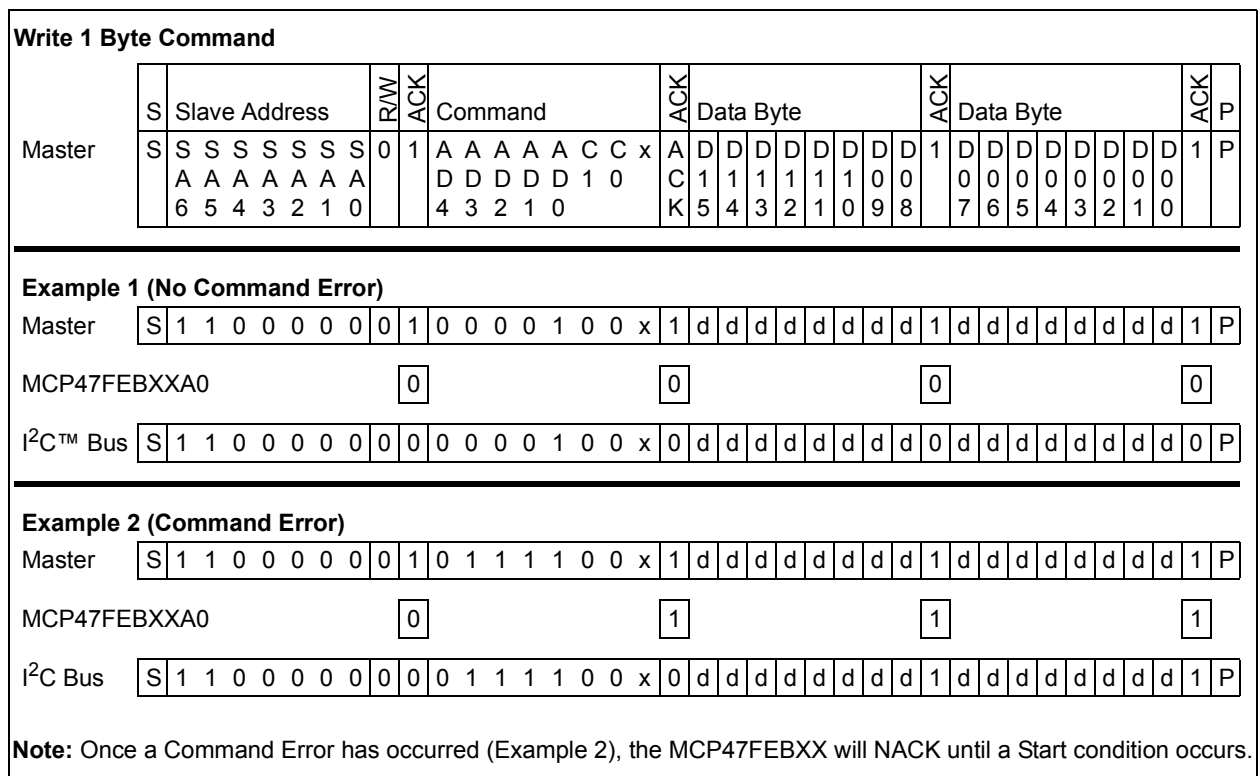 Write 1 Byte Command
S Slave Address R/W ACK Command ACK Data Byte ACK Data Byte ACK P
Master S S S S S S S S 0 1 A A A A A C C x A D D D D D D D D 1 D D D D D D D D 1 P
A A A A A A A D D D D D 1 0 C 1 1 1 1 1 1 0 0 0 0 0 0 0 0 0 0
6 5 4 3 2 1 0 4 3 2 1 0 K 5 4 3 2 1 0 9 8 7 6 5 4 3 2 1 0
Example 1 (No Command Error)
Master S 1 1 0 0 0 0 0 0 1 0 0 0 0 1 0 0 x 1 d d d d d d d d 1 d d d d d d d d 1 P
MCP47FEBXXA0 0 0 0 0
I²C™ Bus S 1 1 0 0 0 0 0 0 0 0 0 0 0 1 0 0 x 0 d d d d d d d d 0 d d d d d d d d 0 P
Example 2 (Command Error)
Master S 1 1 0 0 0 0 0 0 1 0 1 1 1 1 0 0 x 1 d d d d d d d d 1 d d d d d d d d 1 P
MCP47FEBXXA0 0 1 1 1
I²C Bus S 1 1 0 0 0 0 0 0 0 0 1 1 1 1 0 0 x 0 d d d d d d d d 1 d d d d d d d d 1 P
Note: Once a Command Error has occurred (Example 2), the MCP47FEBXX will NACK until a Start condition occurs.